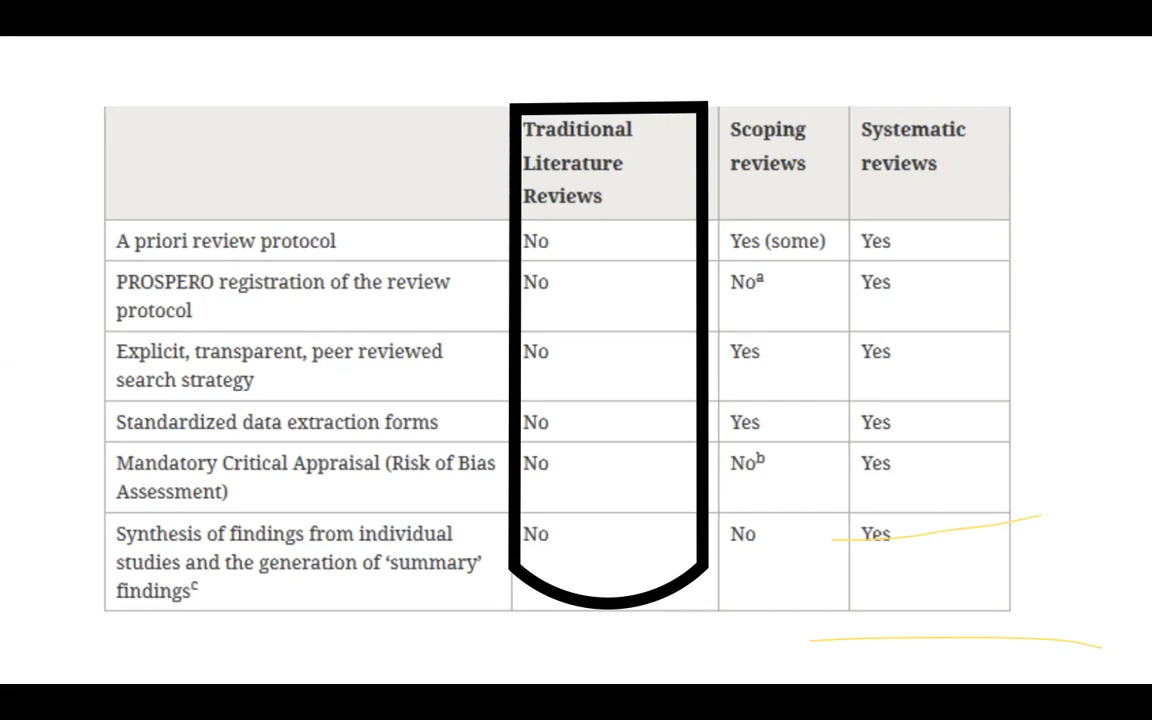 Traditional
Literature
Reviews
Scoping
reviews
Systematic
reviews
A priori review protocol
No
Yes (some)
Yes
PROSPERO registration of the review
protocol
No
Noᵃ
Yes
Explicit, transparent, peer reviewed
search strategy
No
Yes
Yes
Standardized data extraction forms
No
Yes
Yes
Mandatory Critical Appraisal (Risk of Bias
Assessment)
No
Noᵇ
Yes
Synthesis of findings from individual
studies and the generation of ‘summary’
findingsᶜ
No
No
Yes